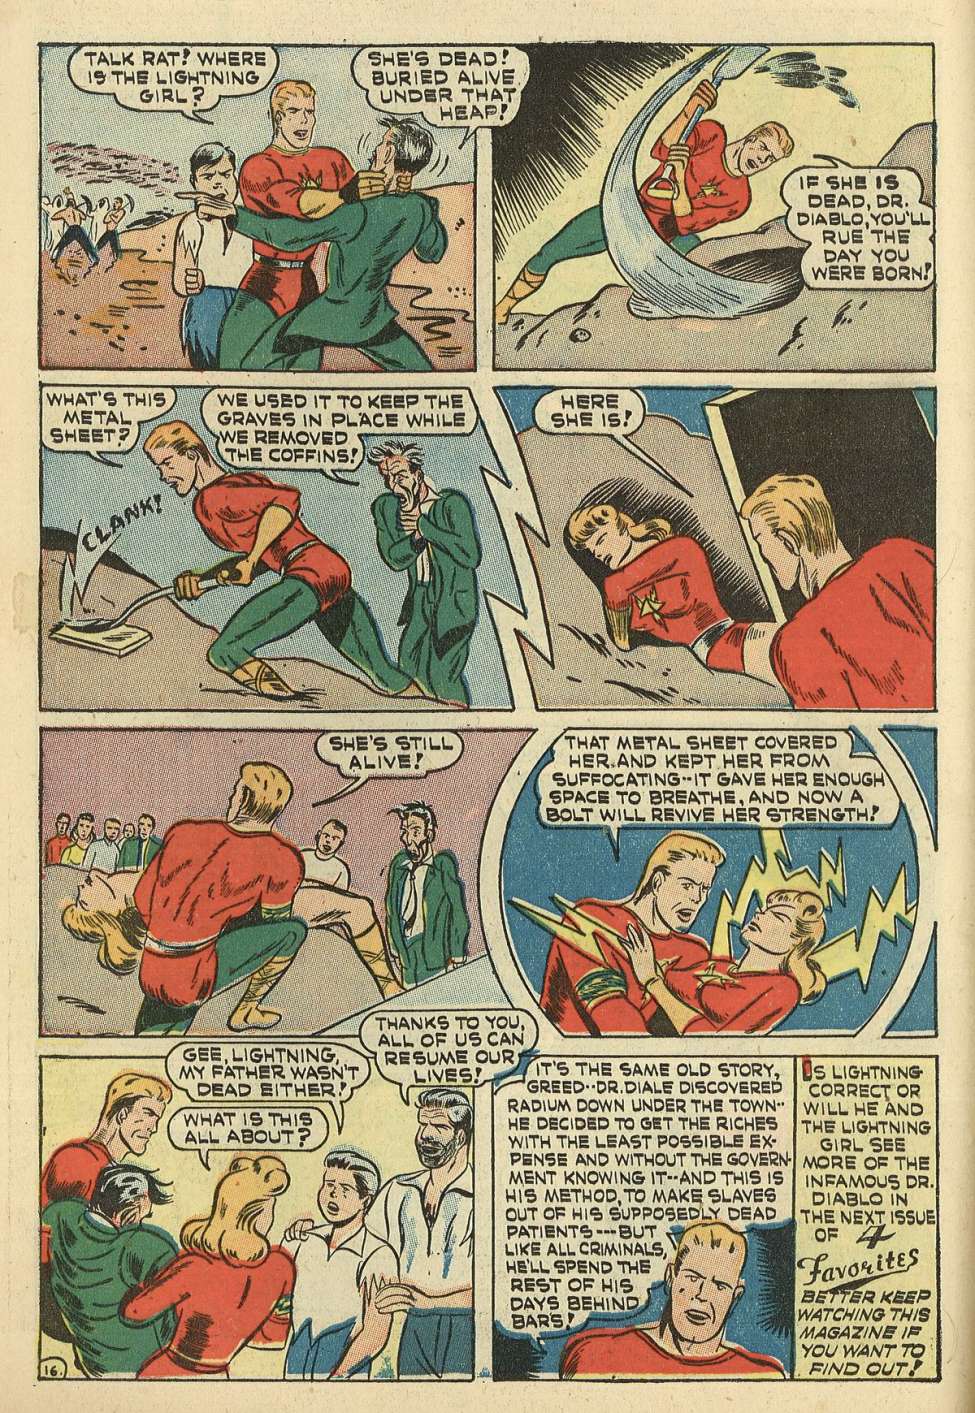 TALK RAT! WHERE
IS THE LIGHTNING
GIRL?
SHE'S DEAD!
BURIED ALIVE
UNDER THAT
HEAP!
IF SHE IS
DEAD, DR.
DIABLO, YOU'LL
RUE THE
DAY YOU
WERE BORN!
WHAT'S THIS
METAL
SHEET?
WE USED IT TO KEEP THE
GRAVES IN PLACE WHILE
WE REMOVED
THE COFFINS!
CLANK!
HERE
SHE IS!
SHE'S STILL
ALIVE!
THAT METAL SHEET COVERED
HER AND KEPT HER FROM
SUFFOCATING--IT GAVE HER ENOUGH
SPACE TO BREATHE, AND NOW A
BOLT WILL REVIVE HER STRENGTH!
GEE, LIGHTNING,
MY FATHER WASN'T
DEAD EITHER!
THANKS TO YOU,
ALL OF US CAN
RESUME OUR
LIVES!
WHAT IS THIS
ALL ABOUT?
16.
IT'S THE SAME OLD STORY,
GREED--DR. DIALE DISCOVERED
RADIUM DOWN UNDER THE TOWN--
HE DECIDED TO GET THE RICHES
WITH THE LEAST POSSIBLE EX-
PENSE AND WITHOUT THE GOVERN-
MENT KNOWING IT--AND THIS IS
HIS METHOD, TO MAKE SLAVES
OUT OF HIS SUPPOSEDLY DEAD
PATIENTS---BUT
LIKE ALL CRIMINALS,
HE'LL SPEND THE
REST OF HIS
DAYS BEHIND
BARS!
IS LIGHTNING
CORRECT OR
WILL HE AND
THE LIGHTNING
GIRL SEE
MORE OF THE
INFAMOUS DR.
DIABLO IN
THE NEXT ISSUE
OF 4
FAVORITES
BETTER KEEP
WATCHING THIS
MAGAZINE IF
YOU WANT TO
FIND OUT!